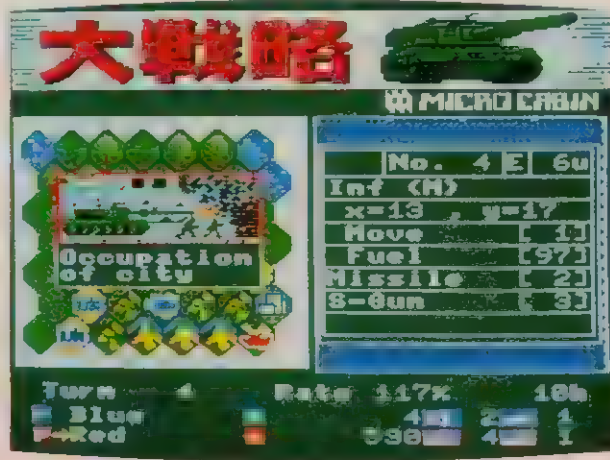 大戦略
MICRO CABIN
No. 4 E 6u
Inf (M)
x=13 , y=17
Move [ 1]
Fuel [97]
Missile [ 2]
S-Gun [ 3]
Occupation
of city
Turn 4 Rate 117% 18h
Blue 4 2 1
Red 990 4 1